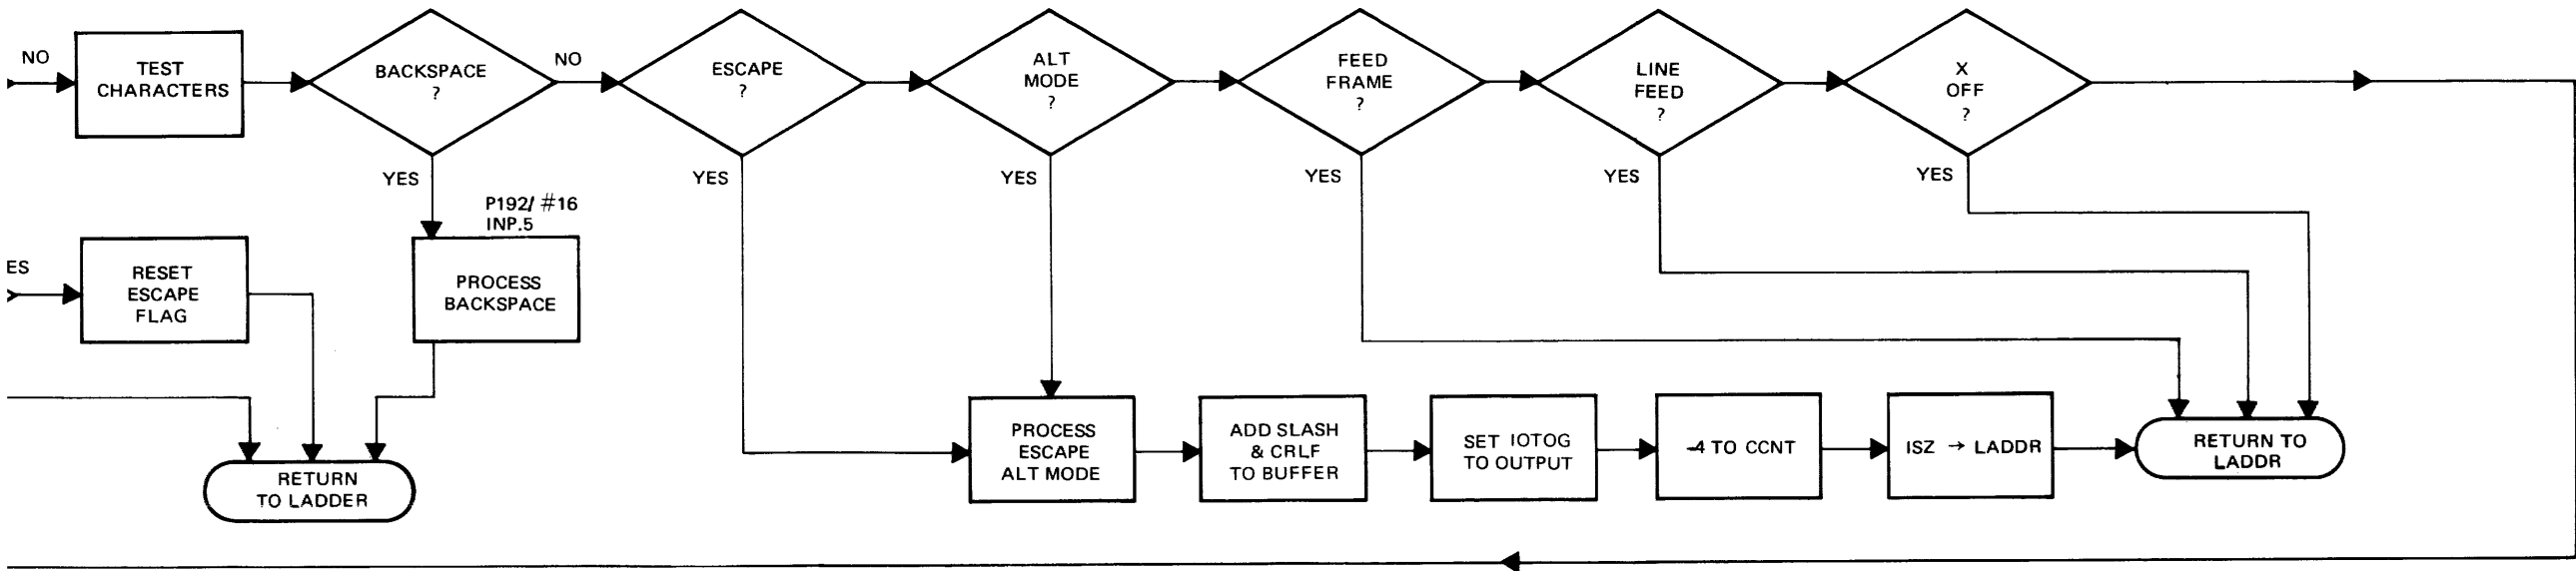 NO
TEST
CHARACTERS
BACKSPACE
?
NO
ESCAPE
?
ALT
MODE
?
FEED
FRAME
?
LINE
FEED
?
X
OFF
?
YES
YES
YES
YES
YES
YES
P192/ #16
INP.5
ES
RESET
ESCAPE
FLAG
PROCESS
BACKSPACE
PROCESS
ESCAPE
ALT MODE
ADD SLASH
& CRLF
TO BUFFER
SET IOTOG
TO OUTPUT
-4 TO CCNT
ISZ → LADDR
RETURN TO
LADDR
RETURN
TO LADDER